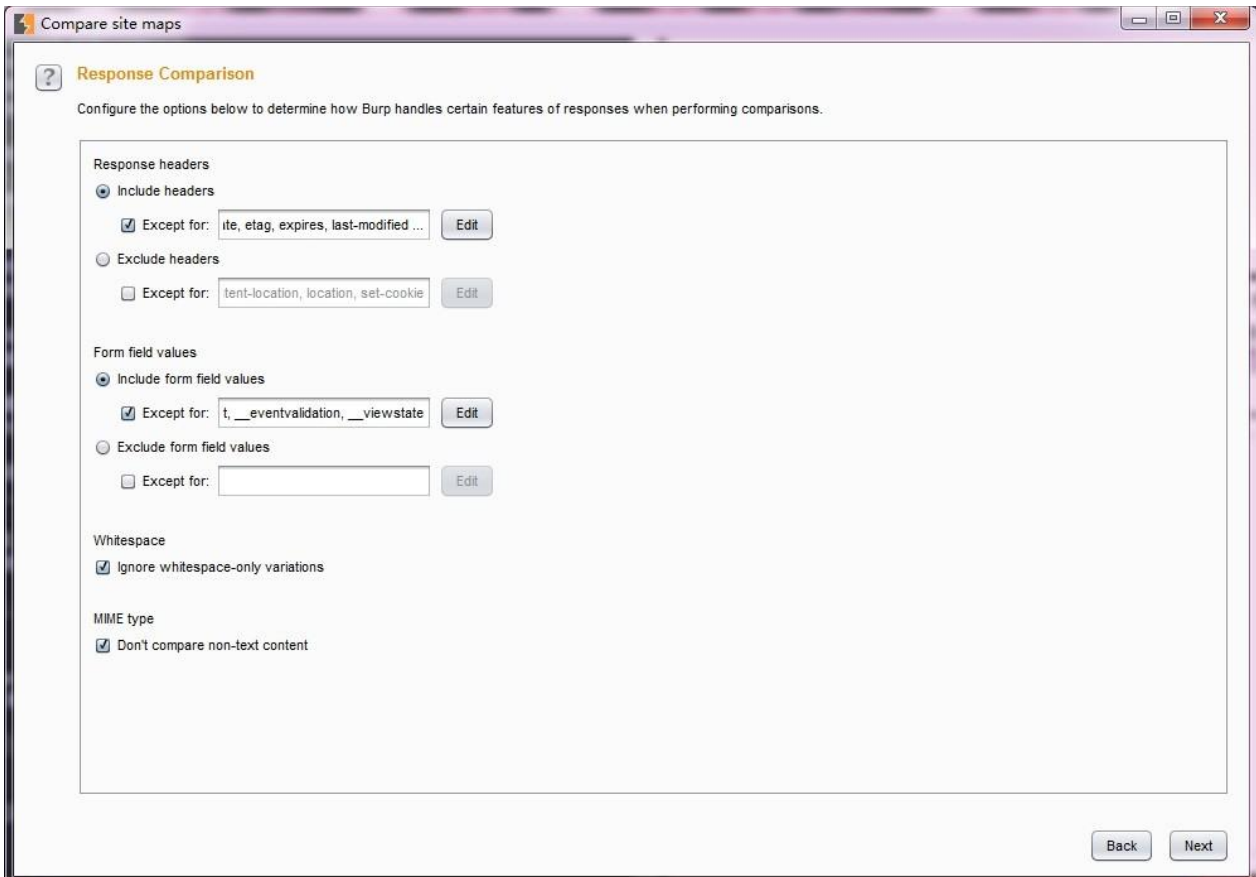 Compare site maps
?
Response Comparison
Configure the options below to determine how Burp handles certain features of responses when performing comparisons.
Response headers
Include headers
Except for: ate, etag, expires, last-modified ... Edit
Exclude headers
Except for: tent-location, location, set-cookie Edit
Form field values
Include form field values
Except for: t, __eventvalidation, __viewstate Edit
Exclude form field values
Except for: Edit
Whitespace
Ignore whitespace-only variations
MIME type
Don't compare non-text content
Back Next